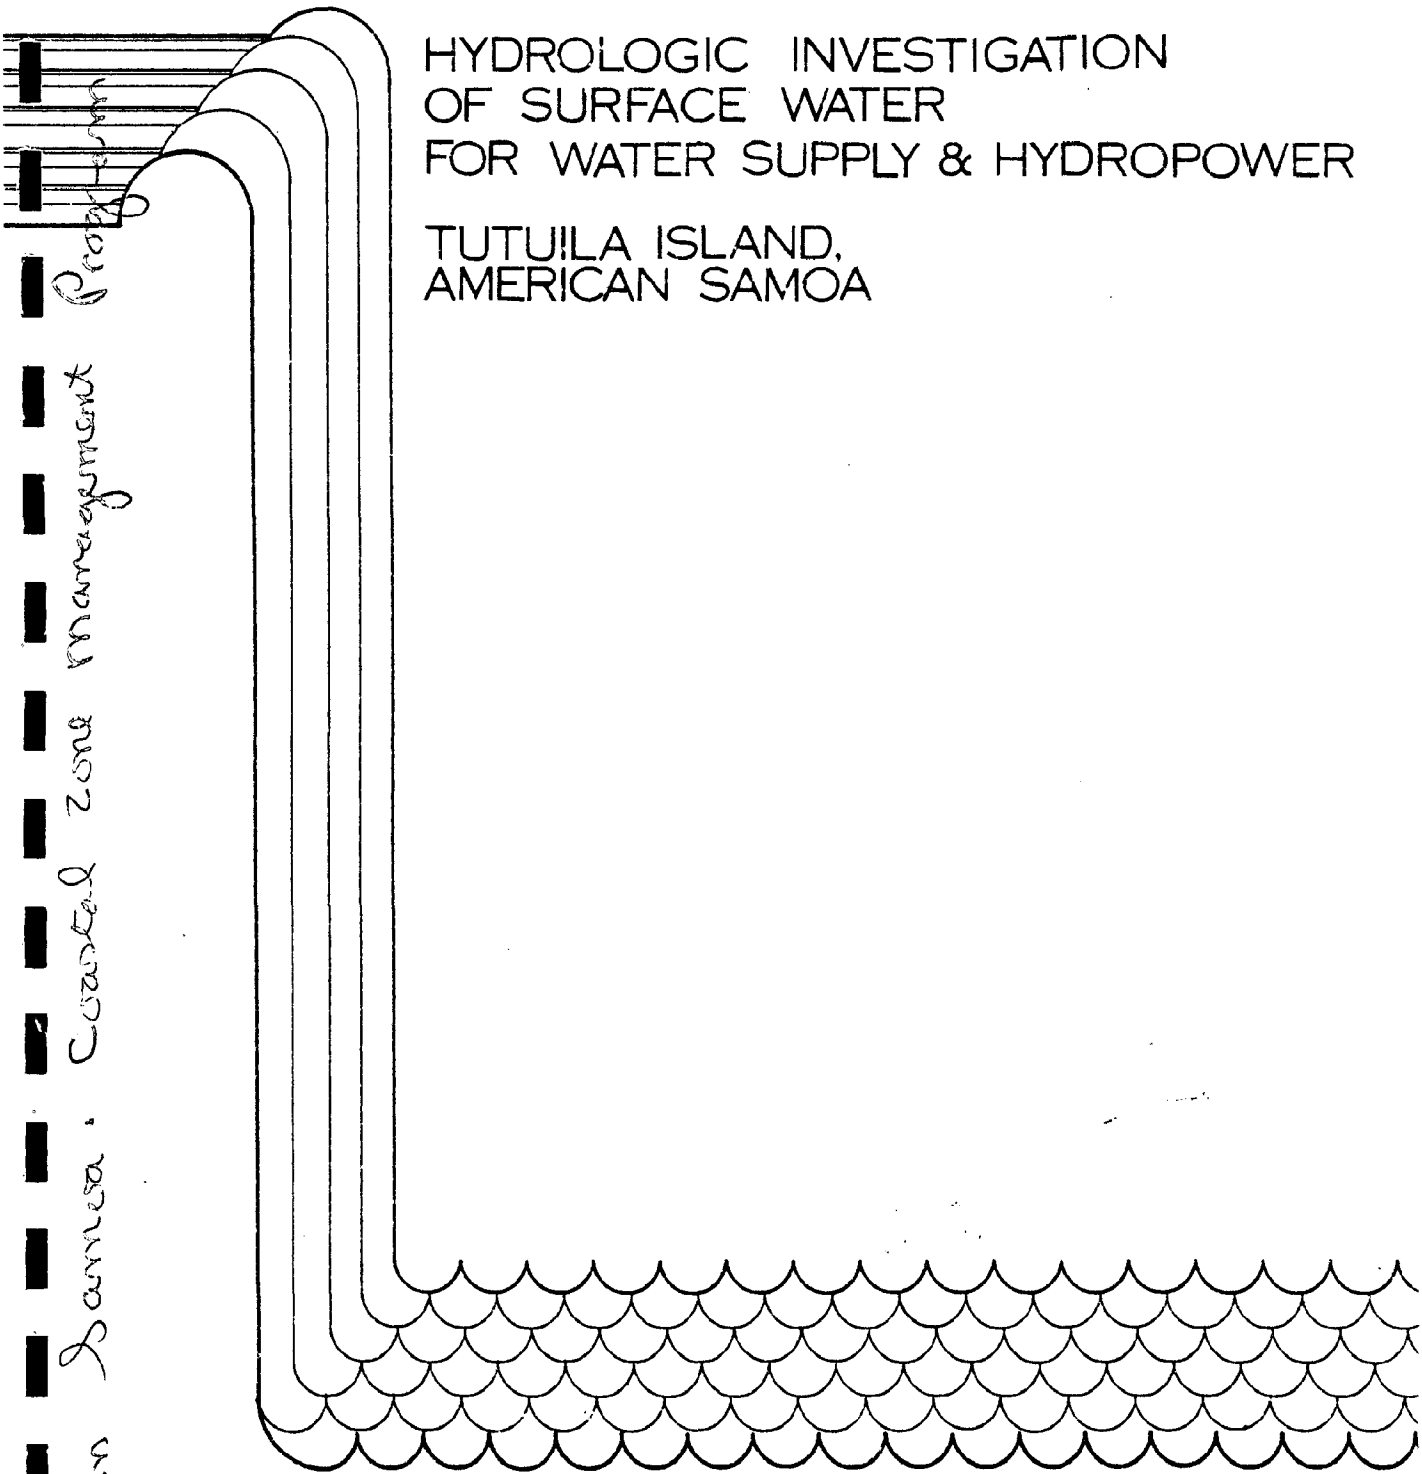 HYDROLOGIC INVESTIGATION
OF SURFACE WATER
FOR WATER SUPPLY & HYDROPOWER
TUTUILA ISLAND,
AMERICAN SAMOA
Samoa. Coastal zone management Program